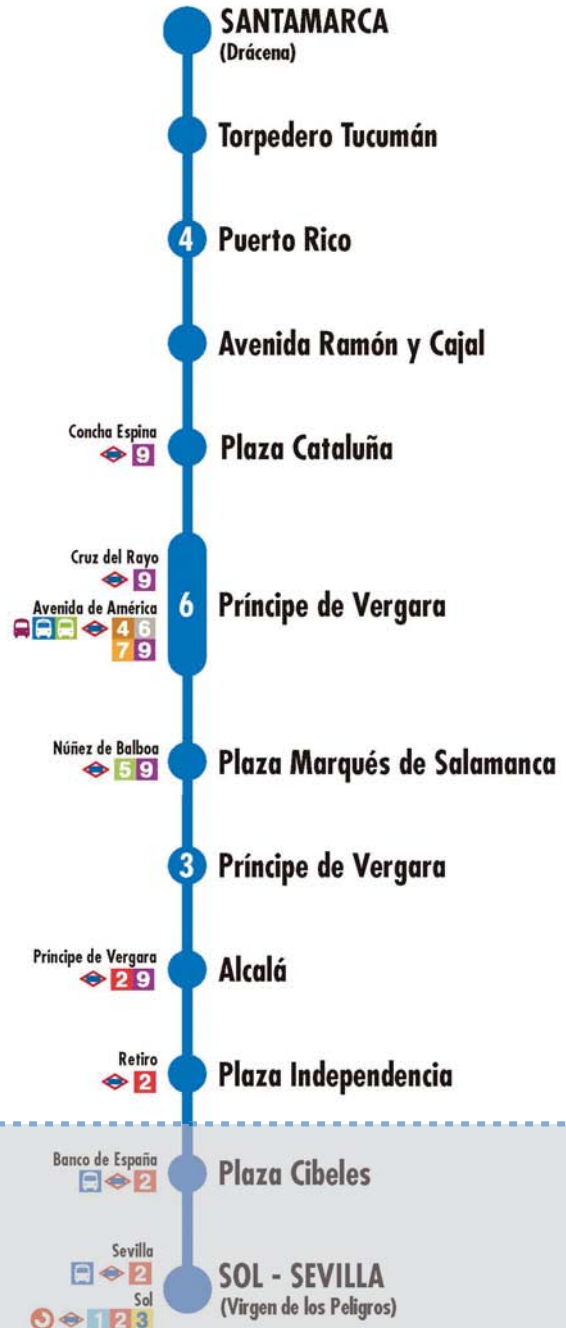 SANTAMARCA
(Drácena)
Torpedero Tucumán
4 Puerto Rico
Avenida Ramón y Cajal
Concha Espina
9
Plaza Cataluña
Cruz del Rayo
9
Avenida de América
4 6
7 9
6 Príncipe de Vergara
Núñez de Balboa
5 9
Plaza Marqués de Salamanca
3 Príncipe de Vergara
Príncipe de Vergara
2 9
Alcalá
Retiro
2
Plaza Independencia
Banco de España
2
Plaza Cibeles
Sevilla
2
Sol
1 2 3
SOL - SEVILLA
(Virgen de los Peligros)